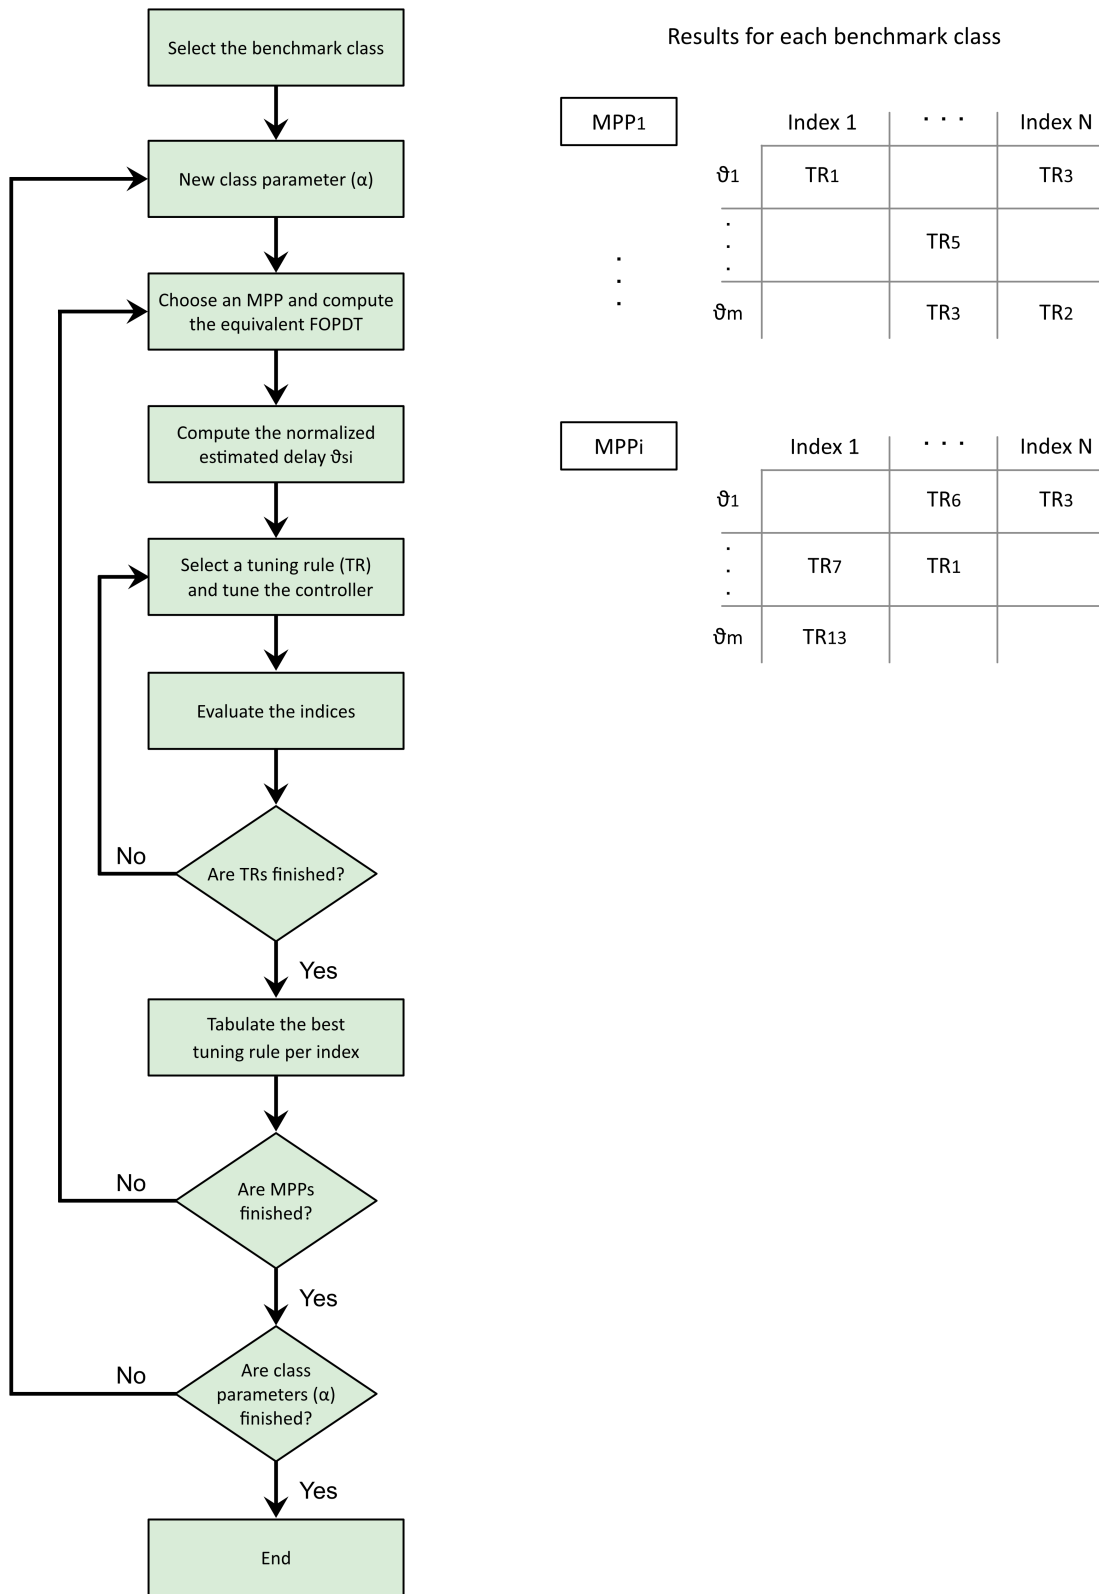 Select the benchmark class
New class parameter (α)
Choose an MPP and compute
the equivalent FOPDT
Compute the normalized
estimated delay ϑsi
Select a tuning rule (TR)
and tune the controller
Evaluate the indices
No
Are TRs finished?
Yes
Tabulate the best
tuning rule per index
No
Are MPPs
finished?
Yes
No
Are class
parameters (α)
finished?
Yes
End
Results for each benchmark class
MPP1
Index 1 · · · Index N
ϑ1 TR1 TR3
· · · TR5
ϑm TR3 TR2
· · ·
MPPi
Index 1 · · · Index N
ϑ1 TR6 TR3
· · · TR7 TR1
ϑm TR13